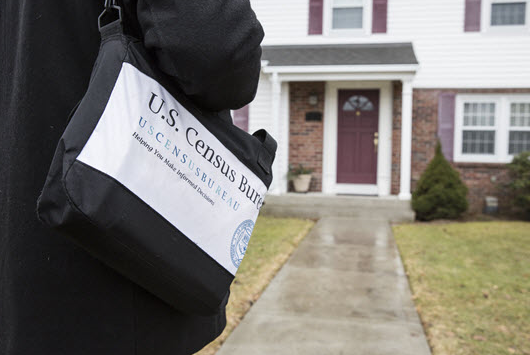 U.S. Census Bure
USCENSUSBUREAU
Helping You Make Informed Decisions